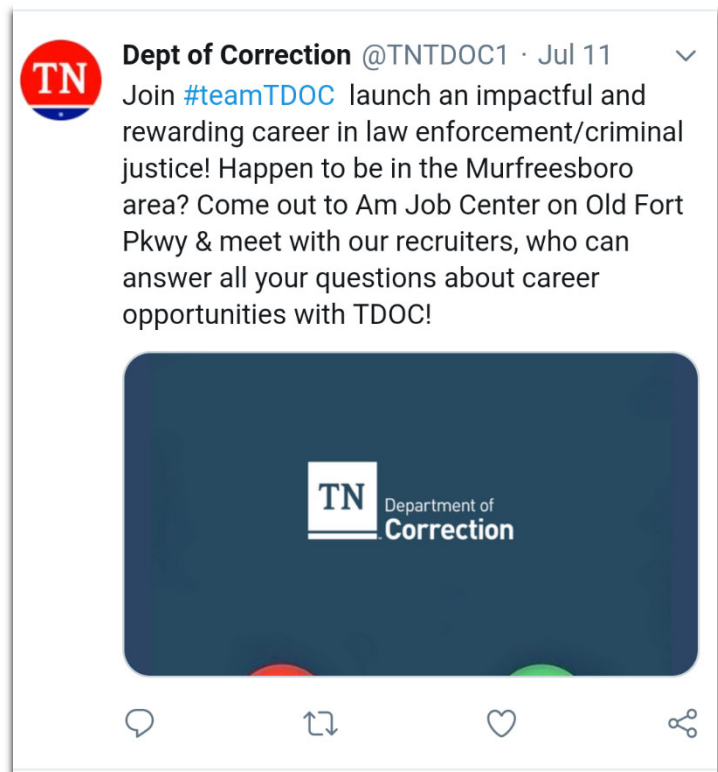 TN
Dept of Correction @TNTDOC1 · Jul 11
Join #teamTDOC launch an impactful and
rewarding career in law enforcement/criminal
justice! Happen to be in the Murfreesboro
area? Come out to Am Job Center on Old Fort
Pkwy & meet with our recruiters, who can
answer all your questions about career
opportunities with TDOC!
TN
Department of
Correction